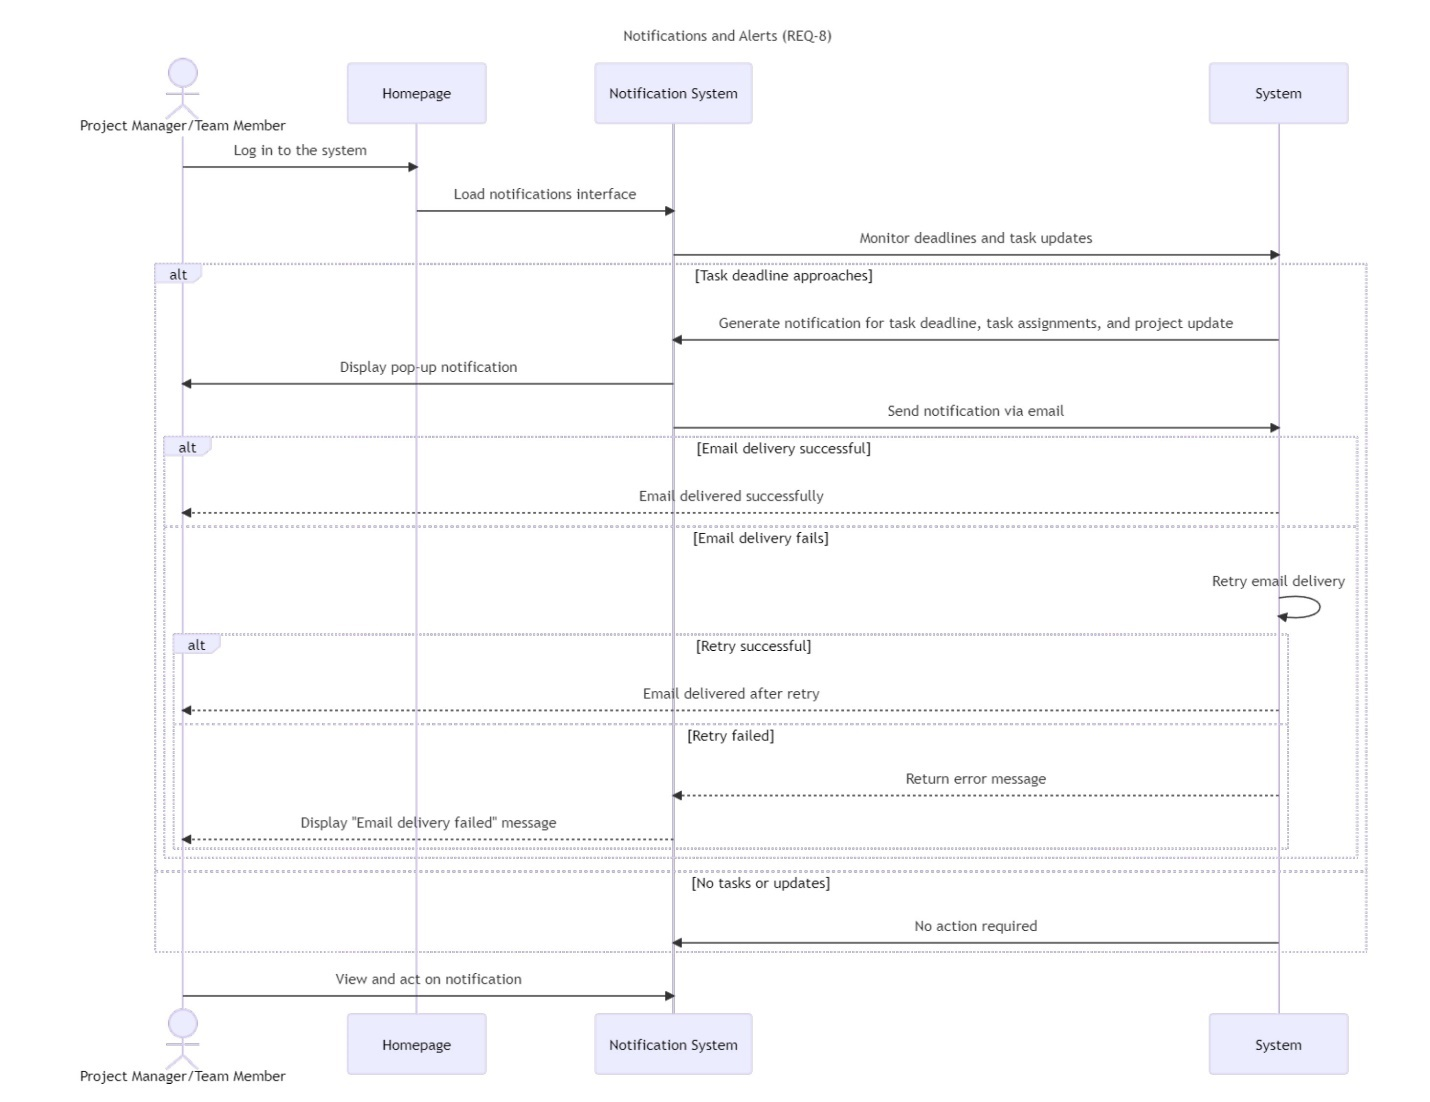 Notifications and Alerts (REQ-8)
Project Manager/Team Member
Homepage
Notification System
System
Log in to the system
Load notifications interface
Monitor deadlines and task updates
alt
[Task deadline approaches]
Generate notification for task deadline, task assignments, and project update
Display pop-up notification
Send notification via email
alt
[Email delivery successful]
Email delivered successfully
[Email delivery fails]
Retry email delivery
alt
[Retry successful]
Email delivered after retry
[Retry failed]
Return error message
Display "Email delivery failed" message
[No tasks or updates]
No action required
View and act on notification
Project Manager/Team Member
Homepage
Notification System
System